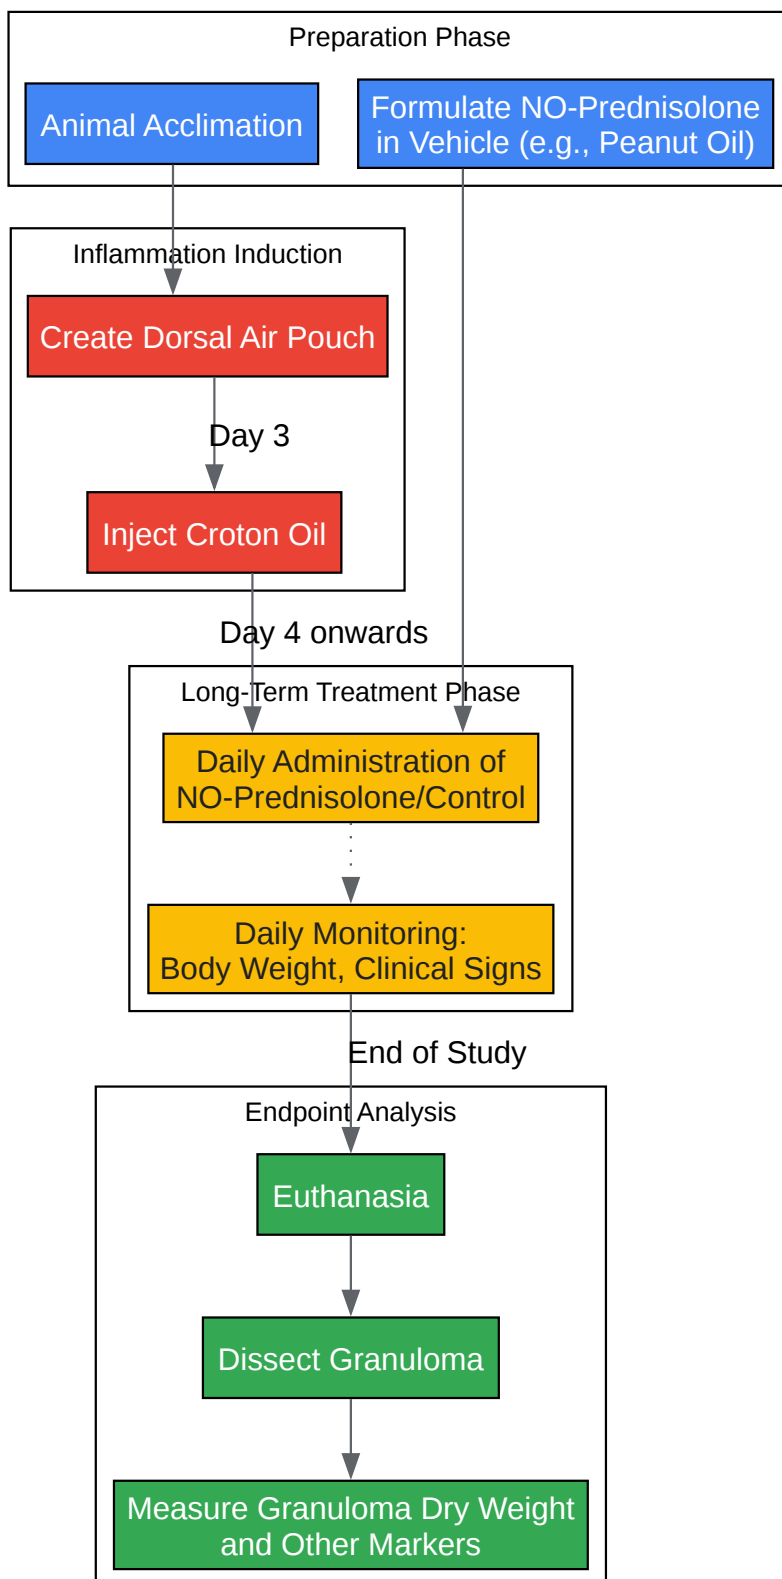 Preparation Phase
Animal Acclimation
Formulate NO-Prednisolone
in Vehicle (e.g., Peanut Oil)
Inflammation Induction
Create Dorsal Air Pouch
Day 3
Inject Croton Oil
Day 4 onwards
Long-Term Treatment Phase
Daily Administration of
NO-Prednisolone/Control
Daily Monitoring:
Body Weight, Clinical Signs
End of Study
Endpoint Analysis
Euthanasia
Dissect Granuloma
Measure Granuloma Dry Weight
and Other Markers